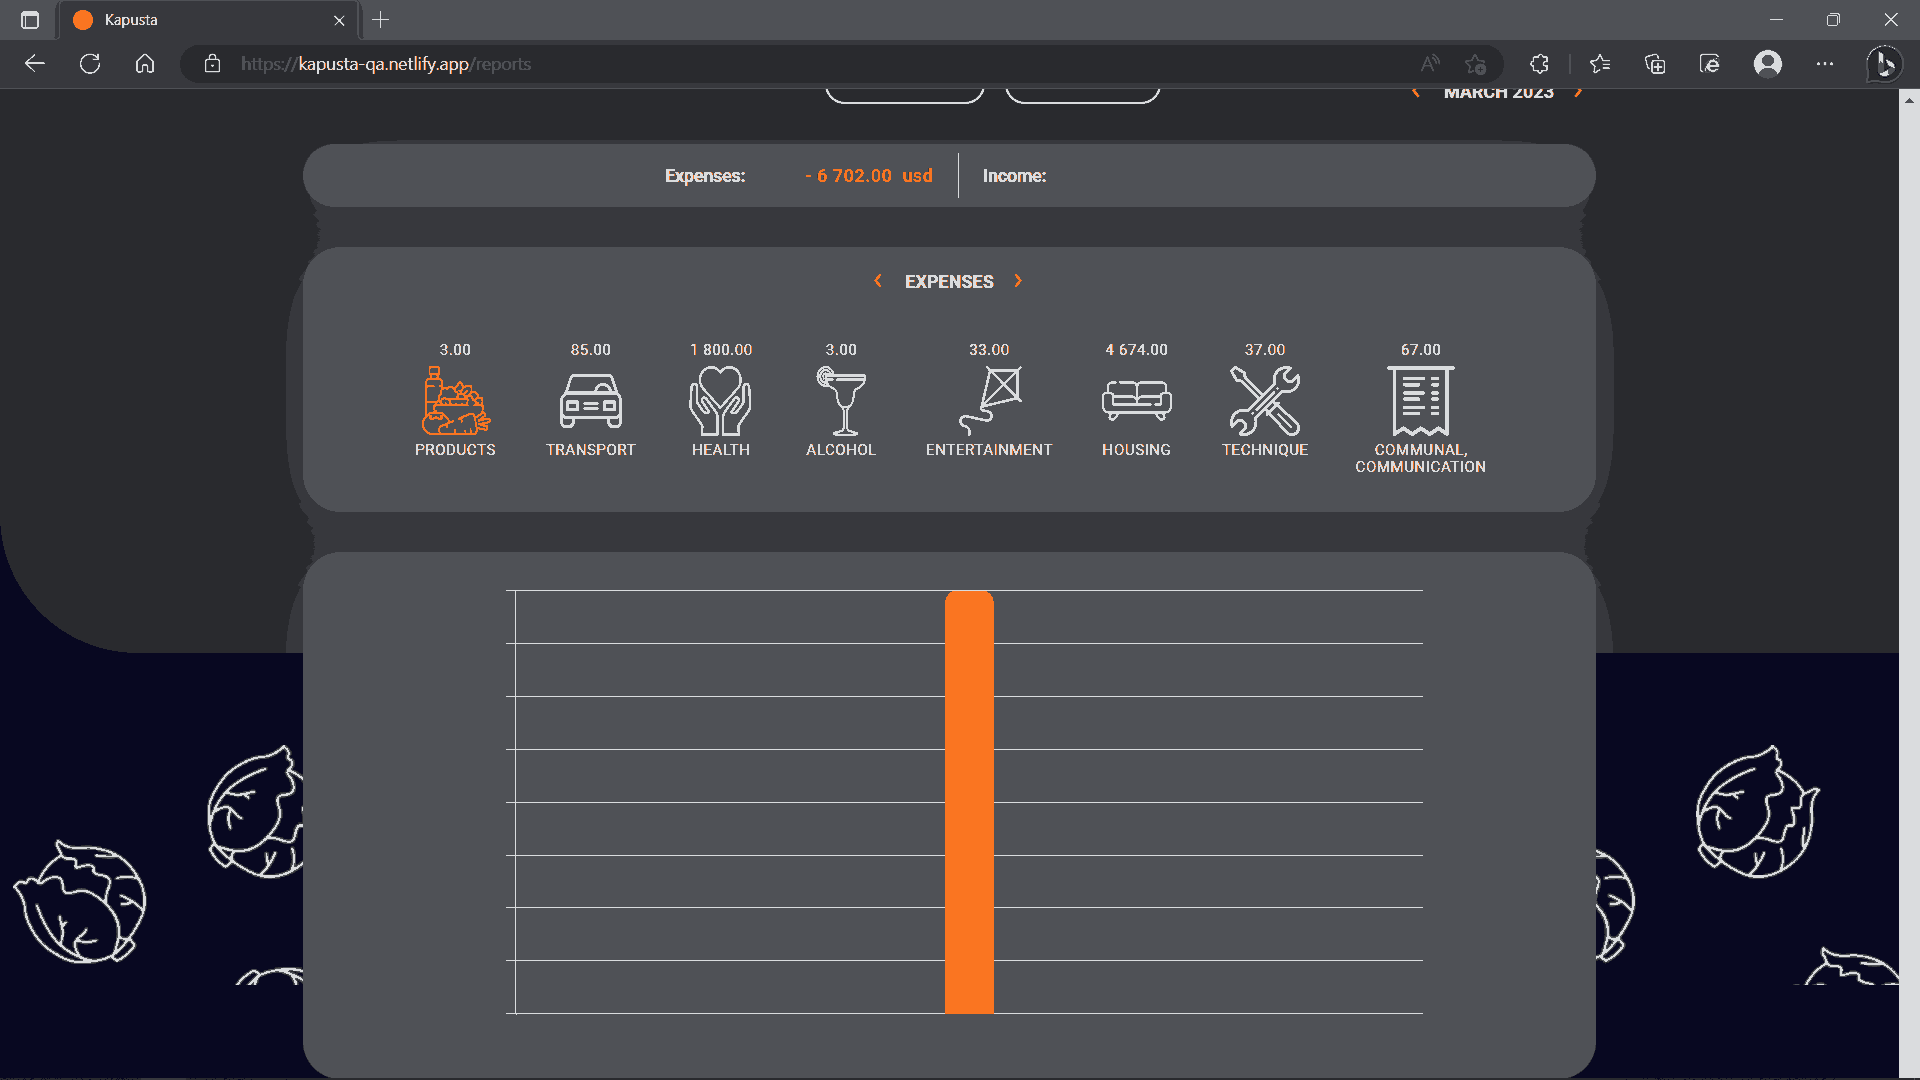 Kapusta
https://kapusta-qa.netlify.app/reports
MARCH 2023
Expenses: - 6 702.00 usd Income:
EXPENSES
3.00 85.00 1 800.00 3.00 33.00 4 674.00 37.00 67.00
PRODUCTS TRANSPORT HEALTH ALCOHOL ENTERTAINMENT HOUSING TECHNIQUE COMMUNAL,
COMMUNICATION